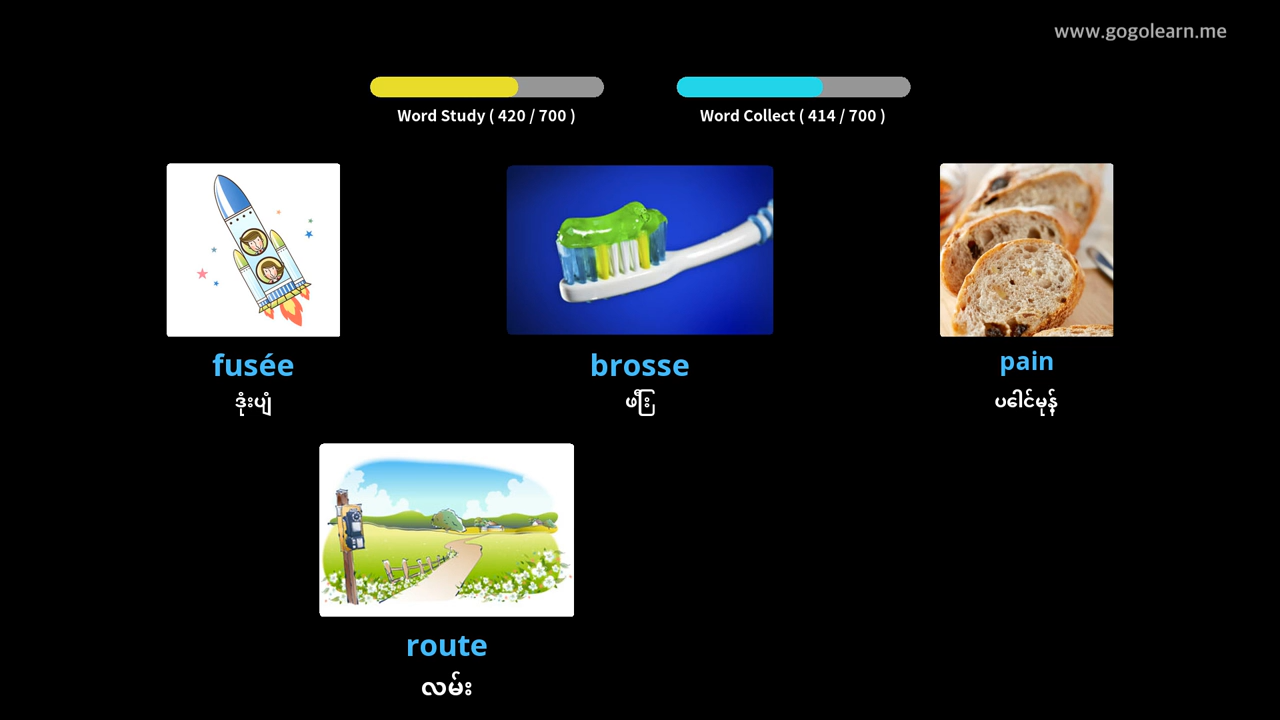 www.gogolearn.me
Word Study ( 420 / 700 )
Word Collect ( 414 / 700 )
fusée
ဒုံးပျံ
brosse
pain
ပေါင်မုန့်
route
လမ်း